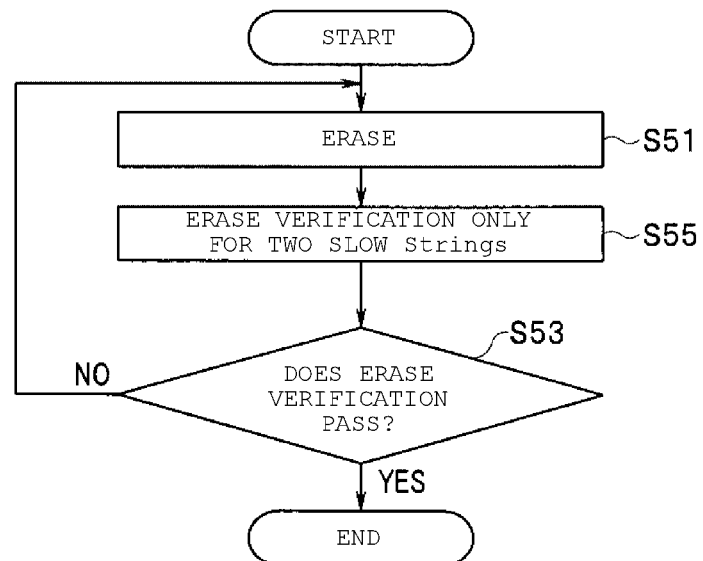 START
ERASE
S51
ERASE VERIFICATION ONLY
FOR TWO SLOW Strings
S55
S53
NO
DOES ERASE
VERIFICATION
PASS?
YES
END